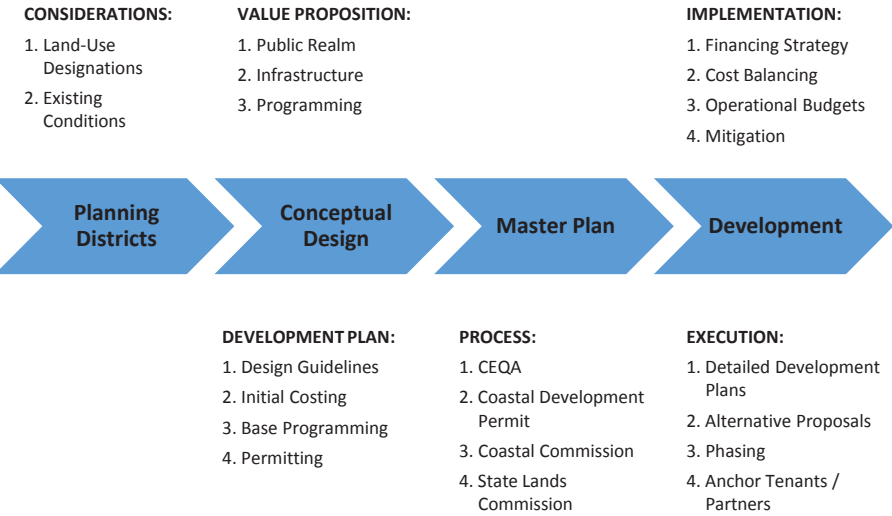 CONSIDERATIONS:
1. Land-Use
Designations
2. Existing
Conditions
VALUE PROPOSITION:
1. Public Realm
2. Infrastructure
3. Programming
IMPLEMENTATION:
1. Financing Strategy
2. Cost Balancing
3. Operational Budgets
4. Mitigation
Planning
Districts
Conceptual
Design
Master Plan
Development
DEVELOPMENT PLAN:
1. Design Guidelines
2. Initial Costing
3. Base Programming
4. Permitting
PROCESS:
1. CEQA
2. Coastal Development
Permit
3. Coastal Commission
4. State Lands
Commission
EXECUTION:
1. Detailed Development
Plans
2. Alternative Proposals
3. Phasing
4. Anchor Tenants /
Partners